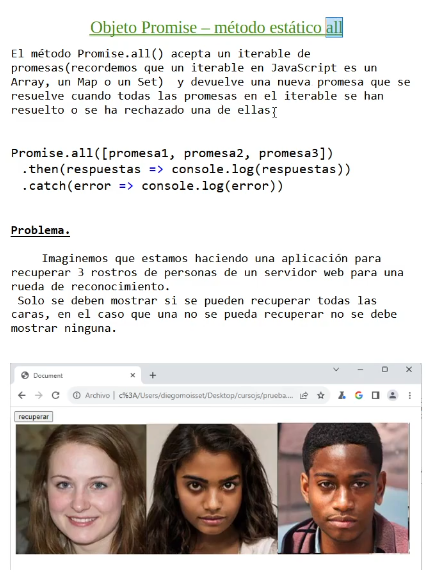 Objeto Promise – método estático all
El método Promise.all() acepta un iterable de
promesas(recordemos que un iterable en JavaScript es un
Array, un Map o un Set)  y devuelve una nueva promesa que se
resuelve cuando todas las promesas en el iterable se han
resuelto o se ha rechazado una de ellas
Promise.all([promesa1, promesa2, promesa3])
.then(respuestas => console.log(respuestas))
.catch(error => console.log(error))
Problema.
Imaginemos que estamos haciendo una aplicación para
recuperar 3 rostros de personas de un servidor web para una
rueda de reconocimiento.
Solo se deben mostrar si se pueden recuperar todas las
caras, en el caso que una no se pueda recuperar no se debe
mostrar ninguna.
Document
Archivo | c%3A/Users/diegomoisset/Desktop/cursojs/prueba...
recuperar